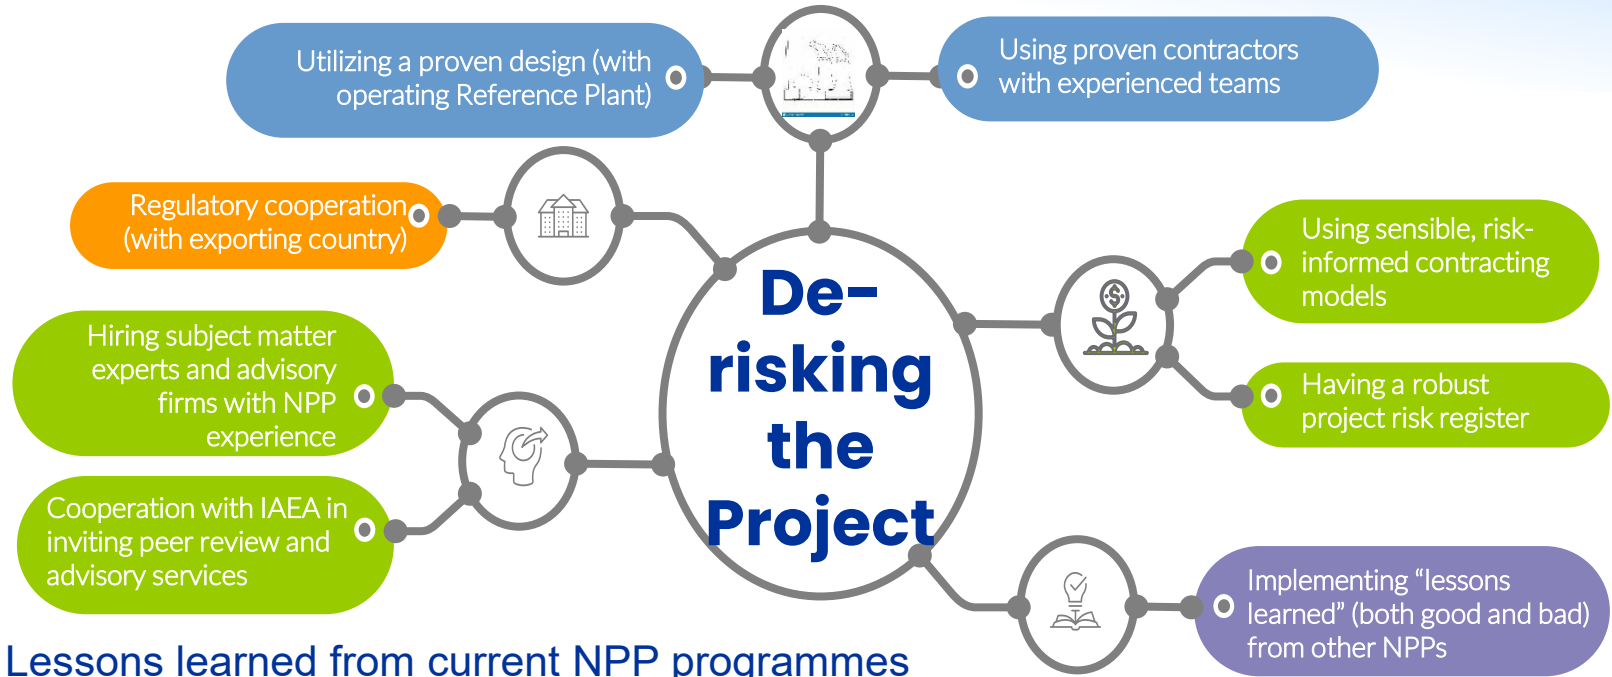 Utilizing a proven design (with
operating Reference Plant)
Using proven contractors
with experienced teams
Regulatory cooperation
(with exporting country)
Using sensible, risk-
informed contracting
models
Hiring subject matter
experts and advisory
firms with NPP
experience
De-
risking
the
Project
Having a robust
project risk register
Cooperation with IAEA in
inviting peer review and
advisory services
Implementing “lessons
learned” (both good and bad)
from other NPPs
Lessons learned from current NPP programmes